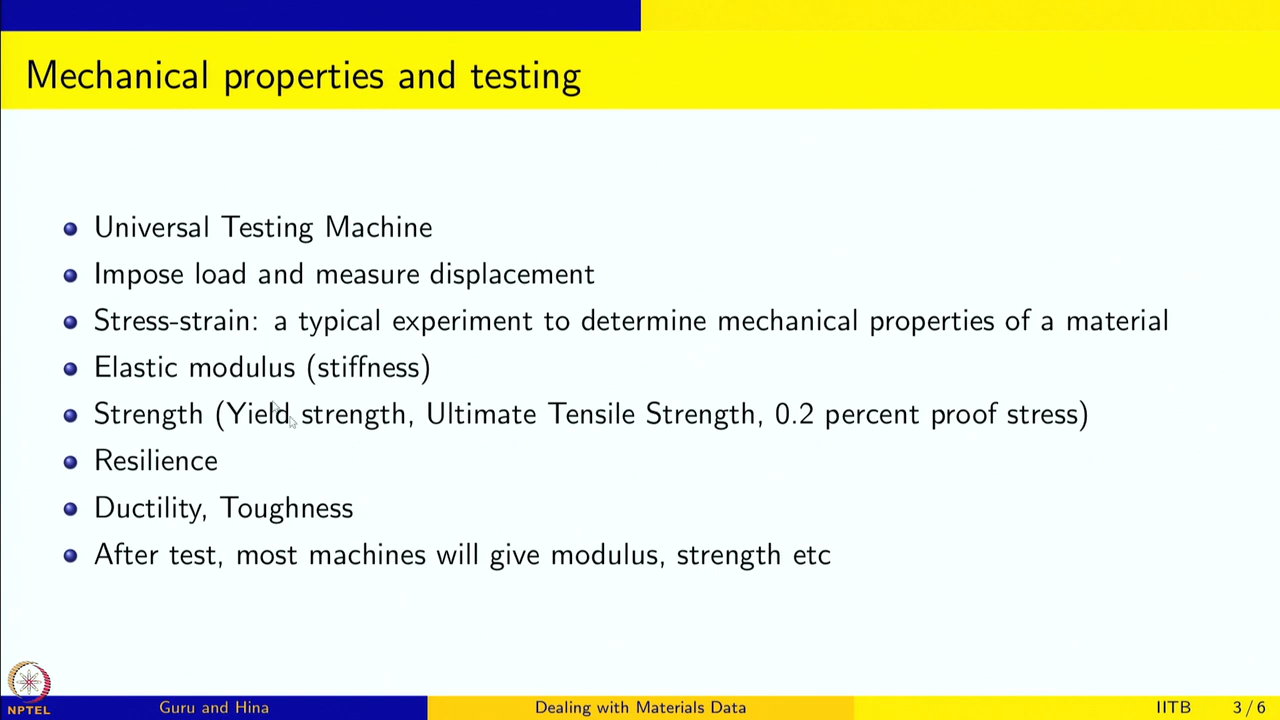 Mechanical properties and testing
Universal Testing Machine
Impose load and measure displacement
Stress-strain: a typical experiment to determine mechanical properties of a material
Elastic modulus (stiffness)
Strength (Yield strength, Ultimate Tensile Strength, 0.2 percent proof stress)
Resilience
Ductility, Toughness
After test, most machines will give modulus, strength etc
NPTEL
Guru and Hina
Dealing with Materials Data
IITB
3 / 6